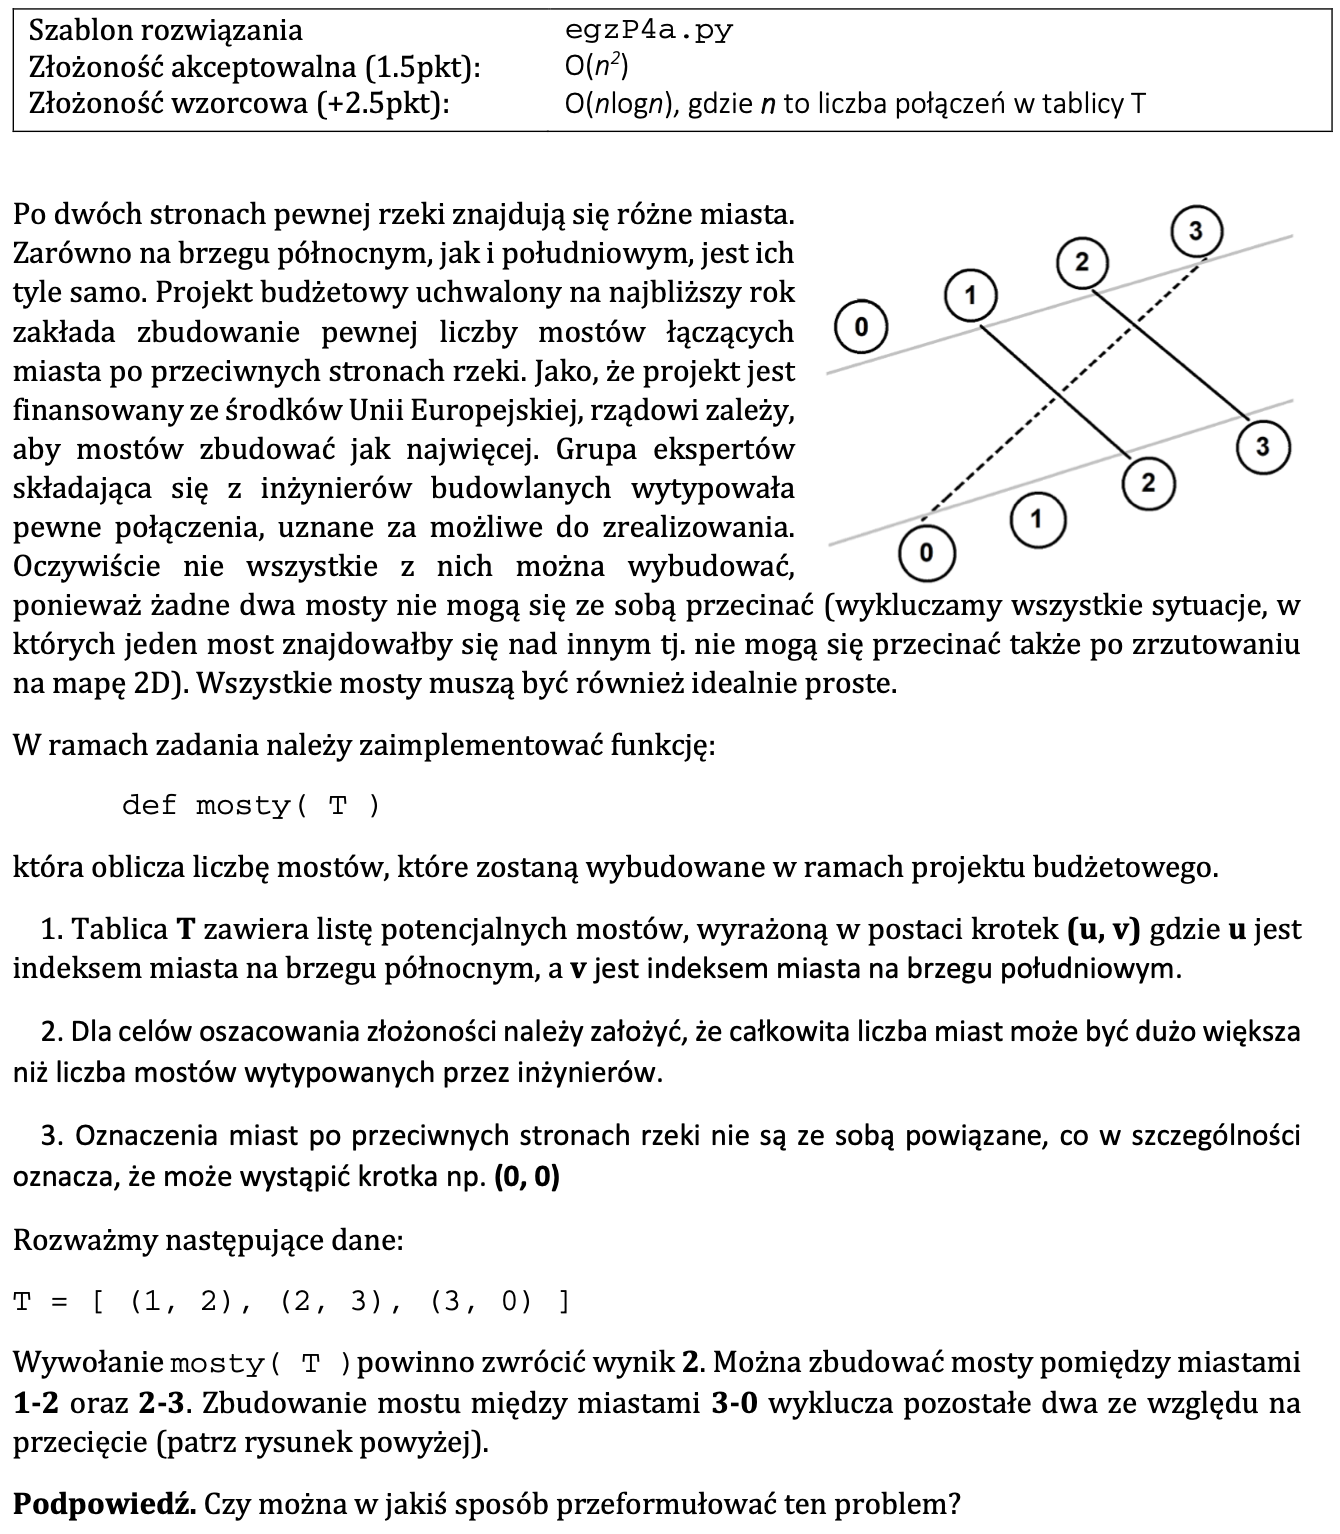 Szablon rozwiązania egzP4a.py
Złożoność akceptowalna (1.5pkt): O(n²)
Złożoność wzorcowa (+2.5pkt): O(nlogn), gdzie n to liczba połączeń w tablicy T
Po dwóch stronach pewnej rzeki znajdują się różne miasta.
Zarówno na brzegu północnym, jak i południowym, jest ich
tyle samo. Projekt budżetowy uchwalony na najbliższy rok
zakłada zbudowanie pewnej liczby mostów łączących
miasta po przeciwnych stronach rzeki. Jako, że projekt jest
finansowany ze środków Unii Europejskiej, rządowi zależy,
aby mostów zbudować jak najwięcej. Grupa ekspertów
składająca się z inżynierów budowlanych wytypowała
pewne połączenia, uznane za możliwe do zrealizowania.
Oczywiście nie wszystkie z nich można wybudować,
0
1
2
3
0
1
2
3
ponieważ żadne dwa mosty nie mogą się ze sobą przecinać (wykluczamy wszystkie sytuacje, w
których jeden most znajdowałby się nad innym tj. nie mogą się przecinać także po zrzutowaniu
na mapę 2D). Wszystkie mosty muszą być również idealnie proste.
W ramach zadania należy zaimplementować funkcję:
def mosty( T )
która oblicza liczbę mostów, które zostaną wybudowane w ramach projektu budżetowego.
1. Tablica T zawiera listę potencjalnych mostów, wyrażoną w postaci krotek (u, v) gdzie u jest
indeksem miasta na brzegu północnym, a v jest indeksem miasta na brzegu południowym.
2. Dla celów oszacowania złożoności należy założyć, że całkowita liczba miast może być dużo większa
niż liczba mostów wytypowanych przez inżynierów.
3. Oznaczenia miast po przeciwnych stronach rzeki nie są ze sobą powiązane, co w szczególności
oznacza, że może wystąpić krotka np. (0, 0)
Rozważmy następujące dane:
T = [ (1, 2), (2, 3), (3, 0) ]
Wywołanie mosty( T ) powinno zwrócić wynik 2. Można zbudować mosty pomiędzy miastami
1-2 oraz 2-3. Zbudowanie mostu między miastami 3-0 wyklucza pozostałe dwa ze względu na
przecięcie (patrz rysunek powyżej).
Podpowiedź. Czy można w jakiś sposób przeformułować ten problem?